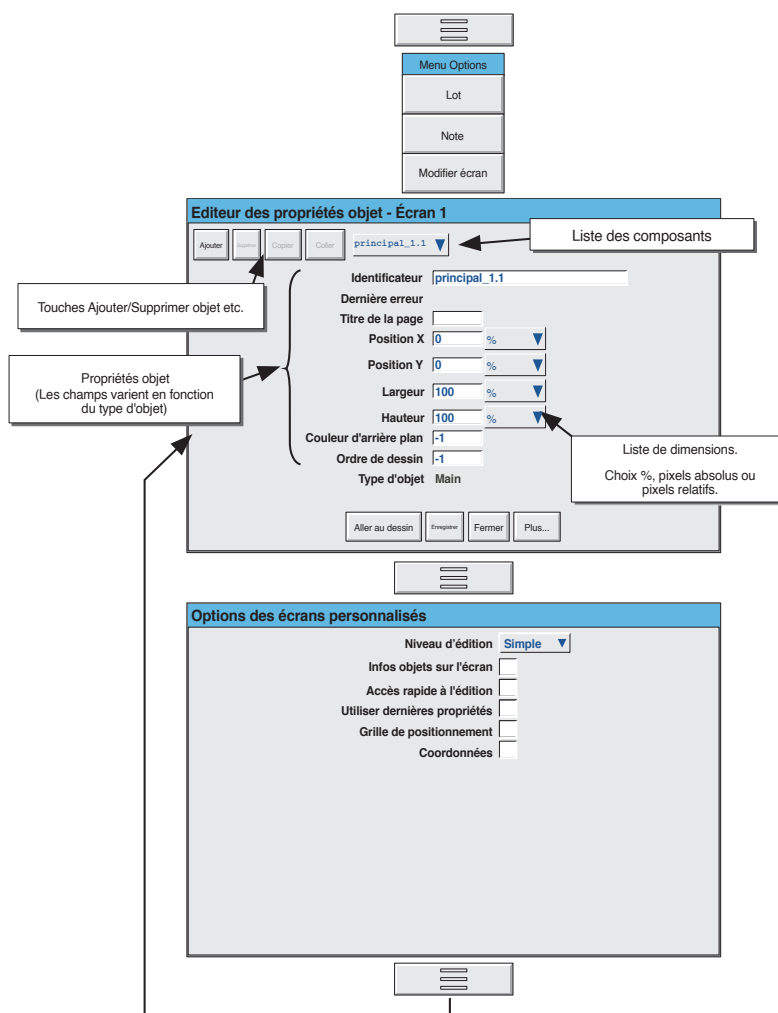 Menu Options
Lot
Note
Modifier écran
Editeur des propriétés objet - Écran 1
Ajouter
Supprimer
Copier
Coller
principal_1.1
Liste des composants
Touches Ajouter/Supprimer objet etc.
Identificateur principal_1.1
Dernière erreur
Titre de la page
Position X 0 %
Position Y 0 %
Largeur 100 %
Hauteur 100 %
Couleur d'arrière plan -1
Ordre de dessin -1
Type d'objet Main
Propriétés objet
(Les champs varient en fonction
du type d'objet)
Liste de dimensions.
Choix %, pixels absolus ou
pixels relatifs.
Aller au dessin
Enregistrer
Fermer
Plus...
Options des écrans personnalisés
Niveau d'édition Simple
Infos objets sur l'écran
Accès rapide à l'édition
Utiliser dernières propriétés
Grille de positionnement
Coordonnées